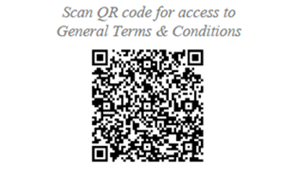 Scan QR code for access to
General Terms & Conditions